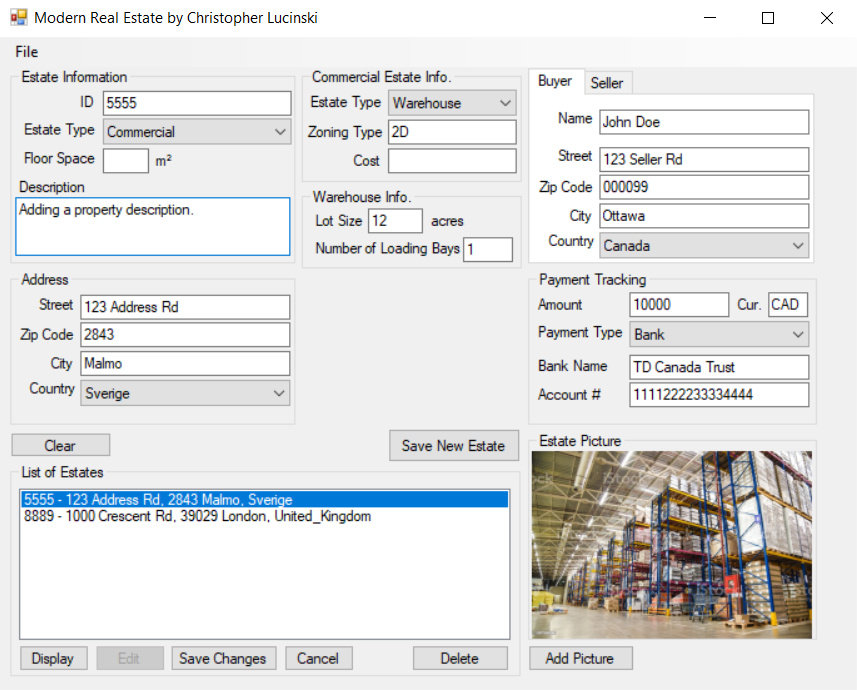 Modern Real Estate by Christopher Lucinski
File
Estate Information
ID 5555
Estate Type Commercial
Floor Space m²
Description
Adding a property description.
Commercial Estate Info.
Estate Type Warehouse
Zoning Type 2D
Cost
Warehouse Info.
Lot Size 12 acres
Number of Loading Bays 1
Buyer Seller
Name John Doe
Street 123 Seller Rd
Zip Code 000099
City Ottawa
Country Canada
Address
Street 123 Address Rd
Zip Code 2843
City Malmo
Country Sverige
Payment Tracking
Amount 10000 Cur. CAD
Payment Type Bank
Bank Name TD Canada Trust
Account # 1111222233334444
Clear Save New Estate
List of Estates
5555 - 123 Address Rd, 2843 Malmo, Sverige
8889 - 1000 Crescent Rd, 39029 London, United_Kingdom
Display Edit Save Changes Cancel Delete
Estate Picture
iStock
Add Picture